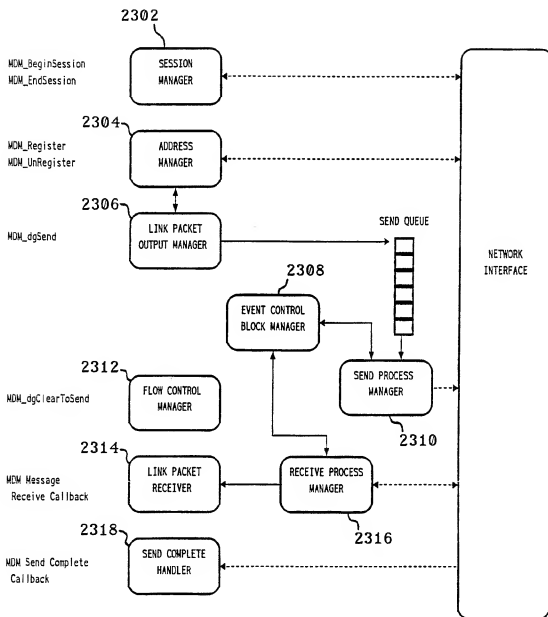 2302
MDM_BeginSession
MDM_EndSession
SESSION
MANAGER
2304
MDM_Register
MDM_UnRegister
ADDRESS
MANAGER
2306
MDM_dgSend
LINK PACKET
OUTPUT MANAGER
SEND QUEUE
NETWORK
INTERFACE
2308
EVENT CONTROL
BLOCK MANAGER
2312
MDM_dgClearToSend
FLOW CONTROL
MANAGER
SEND PROCESS
MANAGER
2310
2314
MDM Message
Receive Callback
LINK PACKET
RECEIVER
RECEIVE PROCESS
MANAGER
2316
2318
MDM Send Complete
Callback
SEND COMPLETE
HANDLER